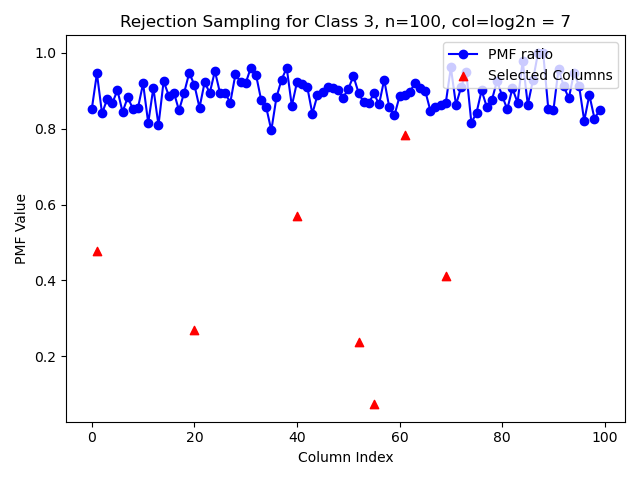 Rejection Sampling for Class 3, n=100, col=log2n = 7
PMF ratio
Selected Columns
PMF Value
1.0
0.8
0.6
0.4
0.2
0
20
40
60
80
100
Column Index